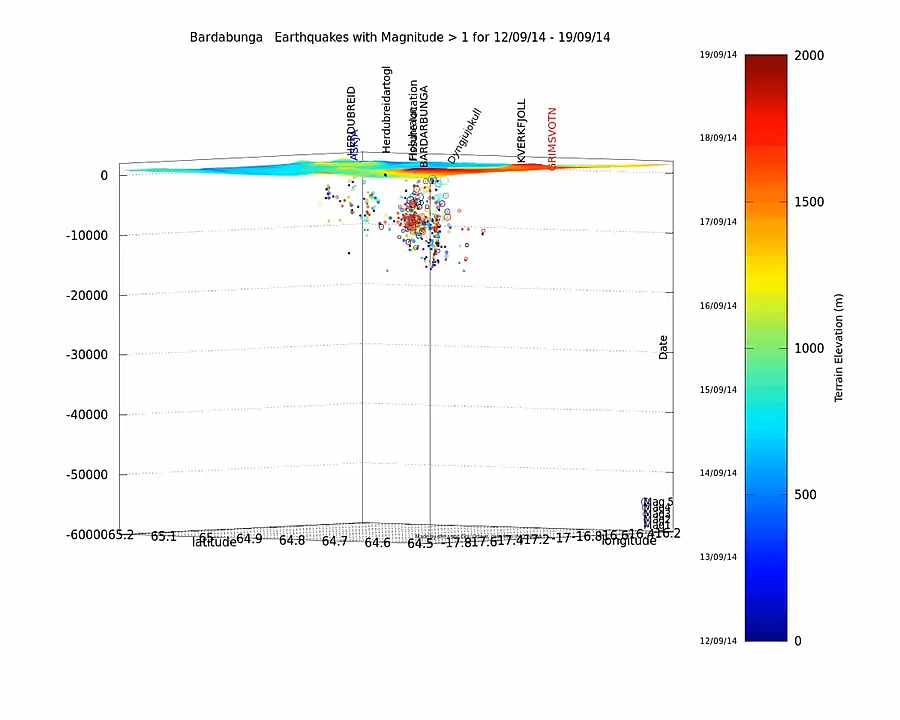 Bardabunga   Earthquakes with Magnitude > 1 for 12/09/14 - 19/09/14
HERDUBREID
ASKJA
Herdubreidartogl
BARDARBUNGA
Dyngjujokull
KVERKFJOLL
GRIMSVOTN
0
-10000
-20000
-30000
-40000
-50000
-60000
65.2
65.1
65
64.9
64.8
64.7
64.6
64.5
-17.8
-17.6
-17.4
-17.2
-17
-16.8
-16.6
-16.4
-16.2
latitude
longitude
Date
Mag 5
Mag4
Mag3
Mag2
Mag1
19/09/14
18/09/14
17/09/14
16/09/14
15/09/14
14/09/14
13/09/14
12/09/14
2000
1500
1000
500
0
Terrain Elevation (m)